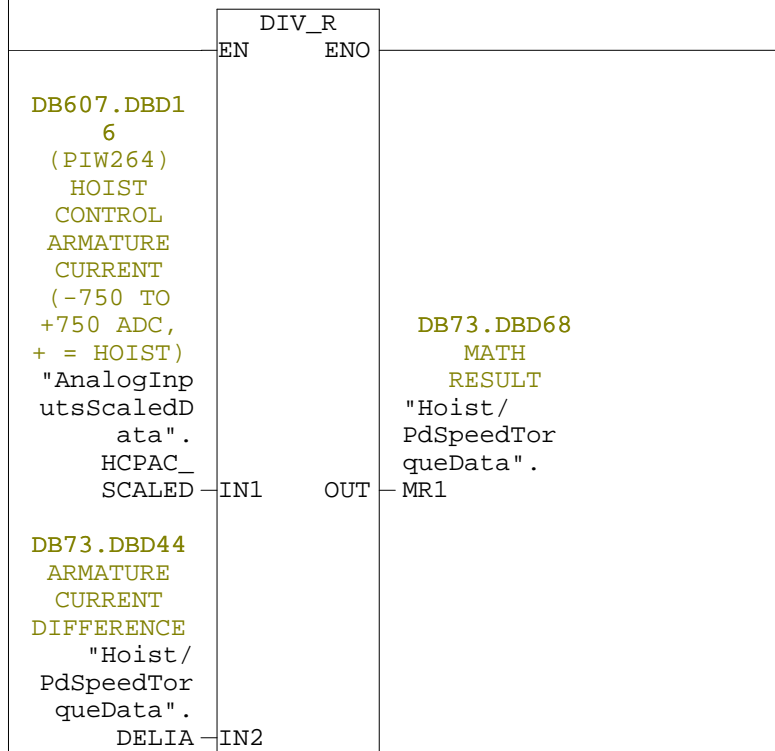 DIV_R
EN ENO
DB607.DBD1
6
(PIW264)
HOIST
CONTROL
ARMATURE
CURRENT
(-750 TO
+750 ADC,
+ = HOIST)
"AnalogInp
utsScaledD
ata".
HCPAC_
SCALED IN1
DB73.DBD68
MATH
RESULT
"Hoist/
PdSpeedTor
queData".
OUT MR1
DB73.DBD44
ARMATURE
CURRENT
DIFFERENCE
"Hoist/
PdSpeedTor
queData".
DELIA IN2